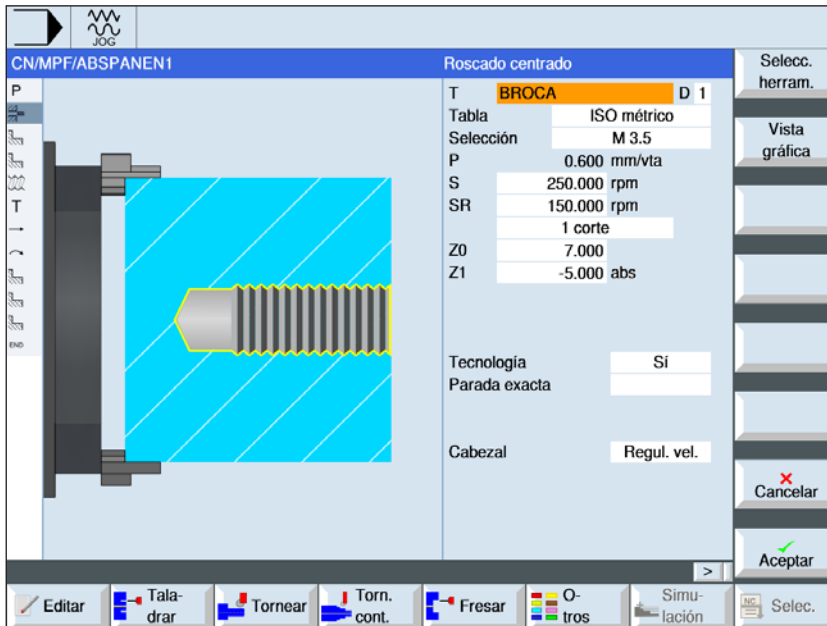 JOG
CN/MPF/ABSPANEN1
Roscado centrado
P
T
END
T BROCA D 1
Tabla ISO métrico
Selección M 3.5
P 0.600 mm/vta
S 250.000 rpm
SR 150.000 rpm
1 corte
Z0 7.000
Z1 -5.000 abs
Tecnología Sí
Parada exacta
Cabezal Regul. vel.
Selecc.
herram.
Vista
gráfica
Cancelar
Aceptar
>
Editar
Tala-
drar
Tornear
Torn.
cont.
Fresar
O-
tros
Simu-
lación
NC
Selec.